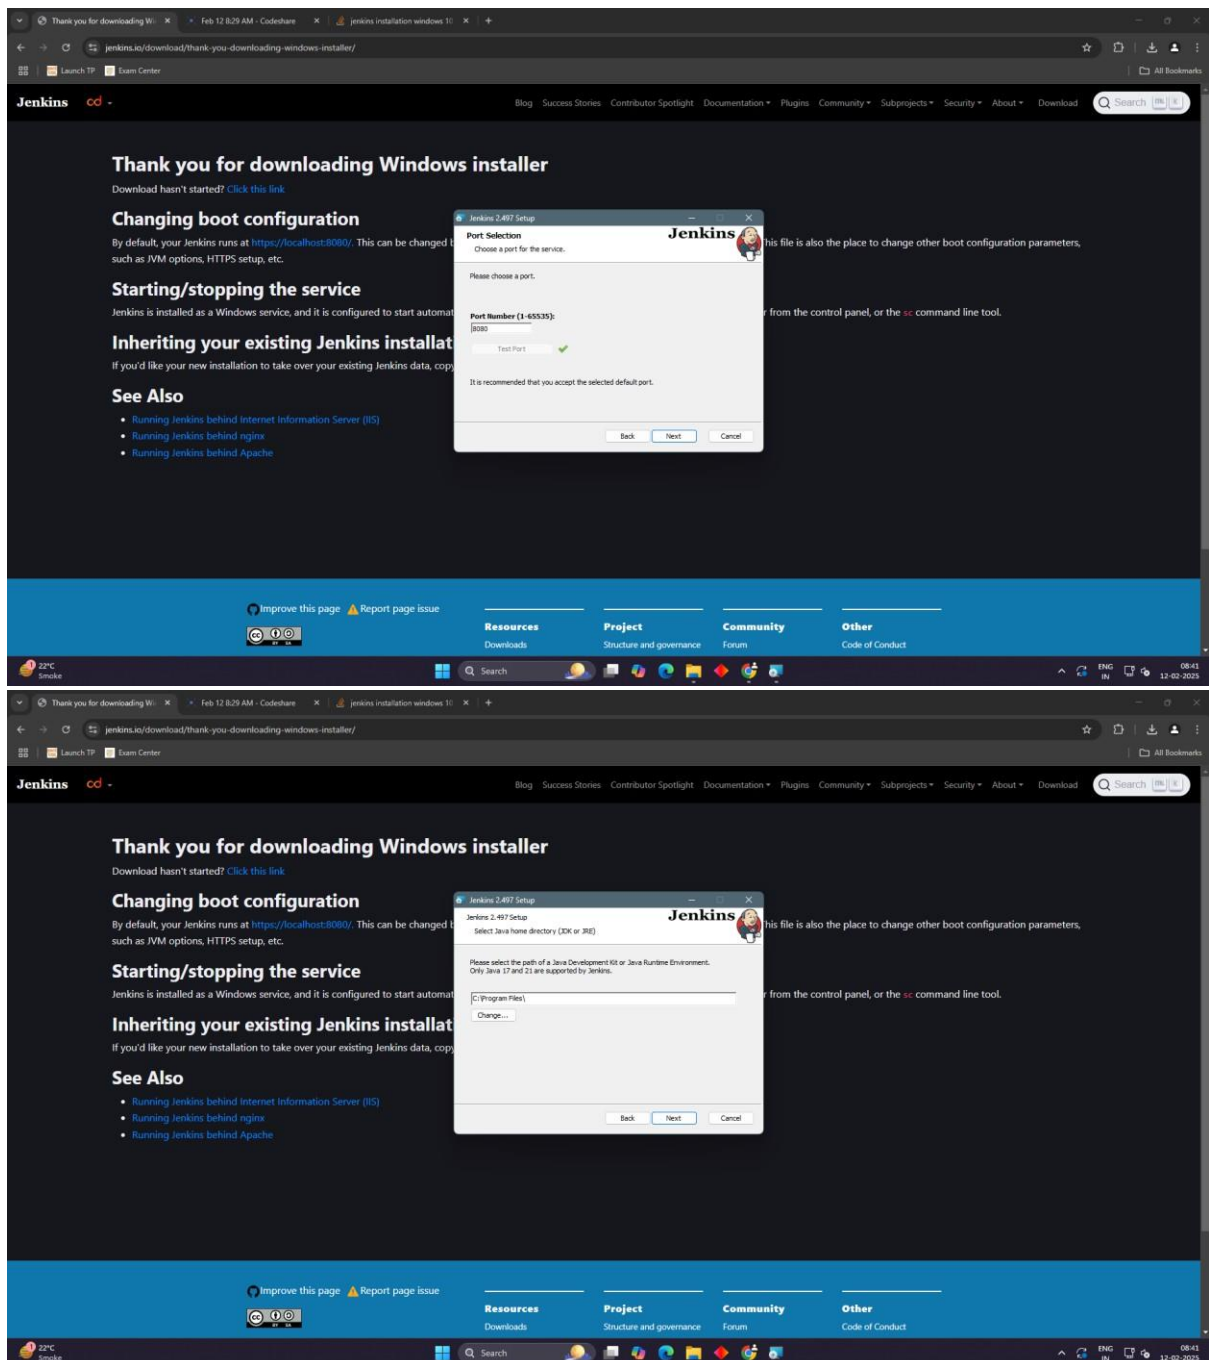 Thank you for downloading Wi
Feb 12 8:29 AM - Codeshare
jenkins installation windows 10
jenkins.io/download/thank-you-downloading-windows-installer/
Launch TP
Exam Center
All Bookmarks
Jenkins
cd
Blog Success Stories Contributor Spotlight Documentation Plugins Community Subprojects Security About Download
Search
Thank you for downloading Windows installer
Download hasn't started? Click this link
Changing boot configuration
By default, your Jenkins runs at https://localhost:8080/. This can be changed b
his file is also the place to change other boot configuration parameters,
such as JVM options, HTTPS setup, etc.
Starting/stopping the service
Jenkins is installed as a Windows service, and it is configured to start automat
r from the control panel, or the sc command line tool.
Inheriting your existing Jenkins installat
If you'd like your new installation to take over your existing Jenkins data, copy
See Also
Running Jenkins behind Internet Information Server (IIS)
Running Jenkins behind nginx
Running Jenkins behind Apache
Jenkins 2.497 Setup
Port Selection
Jenkins
Choose a port for the service.
Please choose a port.
Port Number (1-65535):
8080
Test Port
It is recommended that you accept the selected default port.
Back Next Cancel
Improve this page Report page issue
Resources Project Community Other
Downloads Structure and governance Forum Code of Conduct
22°C
Smoke
Search
ENG
IN
08:41
12-02-2025
Thank you for downloading Wi
Feb 12 8:29 AM - Codeshare
jenkins installation windows 10
jenkins.io/download/thank-you-downloading-windows-installer/
Launch TP
Exam Center
All Bookmarks
Jenkins
cd
Blog Success Stories Contributor Spotlight Documentation Plugins Community Subprojects Security About Download
Search
Thank you for downloading Windows installer
Download hasn't started? Click this link
Changing boot configuration
By default, your Jenkins runs at https://localhost:8080/. This can be changed b
his file is also the place to change other boot configuration parameters,
such as JVM options, HTTPS setup, etc.
Starting/stopping the service
Jenkins is installed as a Windows service, and it is configured to start automat
r from the control panel, or the sc command line tool.
Inheriting your existing Jenkins installat
If you'd like your new installation to take over your existing Jenkins data, copy
See Also
Running Jenkins behind Internet Information Server (IIS)
Running Jenkins behind nginx
Running Jenkins behind Apache
Jenkins 2.497 Setup
Jenkins 2.497 Setup
Jenkins
Select Java home directory (JDK or JRE)
Please select the path of a Java Development Kit or Java Runtime Environment.
Only Java 17 and 21 are supported by Jenkins.
C:\Program Files\
Change...
Back Next Cancel
Improve this page Report page issue
Resources Project Community Other
Downloads Structure and governance Forum Code of Conduct
22°C
Smoke
Search
ENG
IN
08:41
12-02-2025